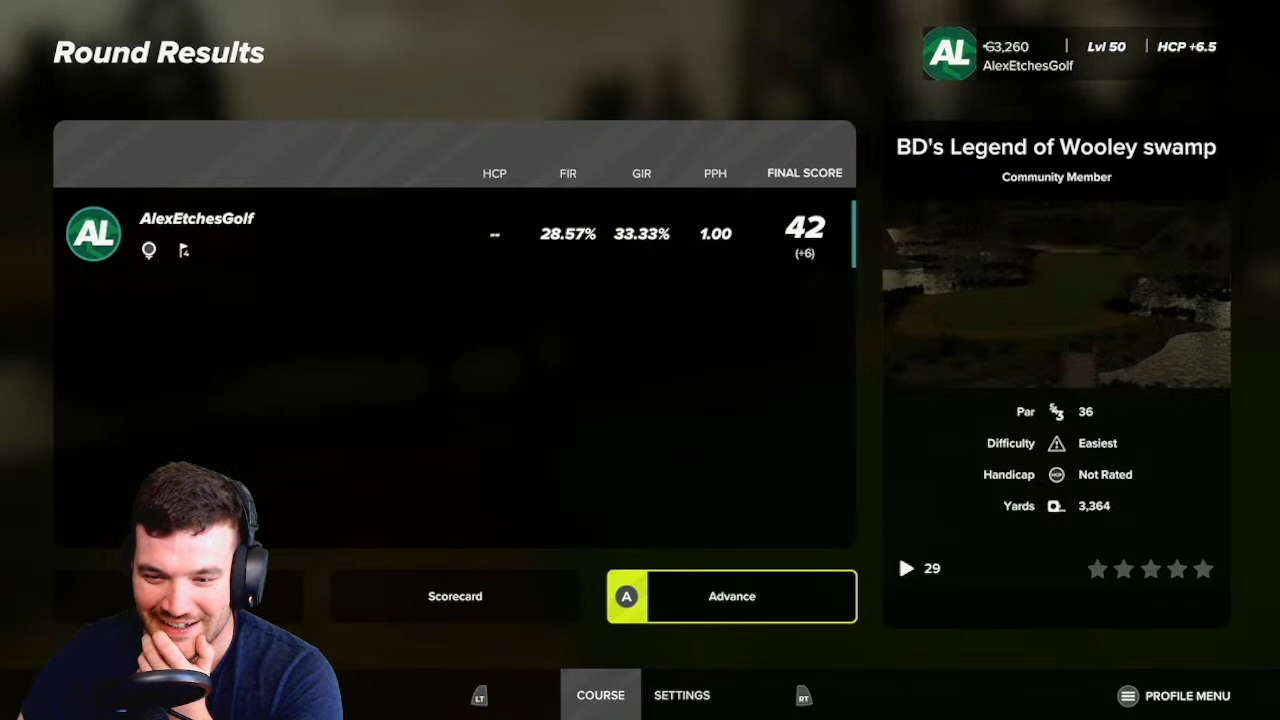 Round Results
AL
3,260
Lvl 50
HCP +6.5
AlexEtchesGolf
HCP
FIR
GIR
PPH
FINAL SCORE
AL
AlexEtchesGolf
4
--
28.57%
33.33%
1.00
42
(+6)
BD's Legend of Wooley swamp
Community Member
Par
36
Difficulty
Easiest
Handicap
Not Rated
Yards
3,364
29
Scorecard
A
Advance
LT
COURSE
SETTINGS
RT
PROFILE MENU